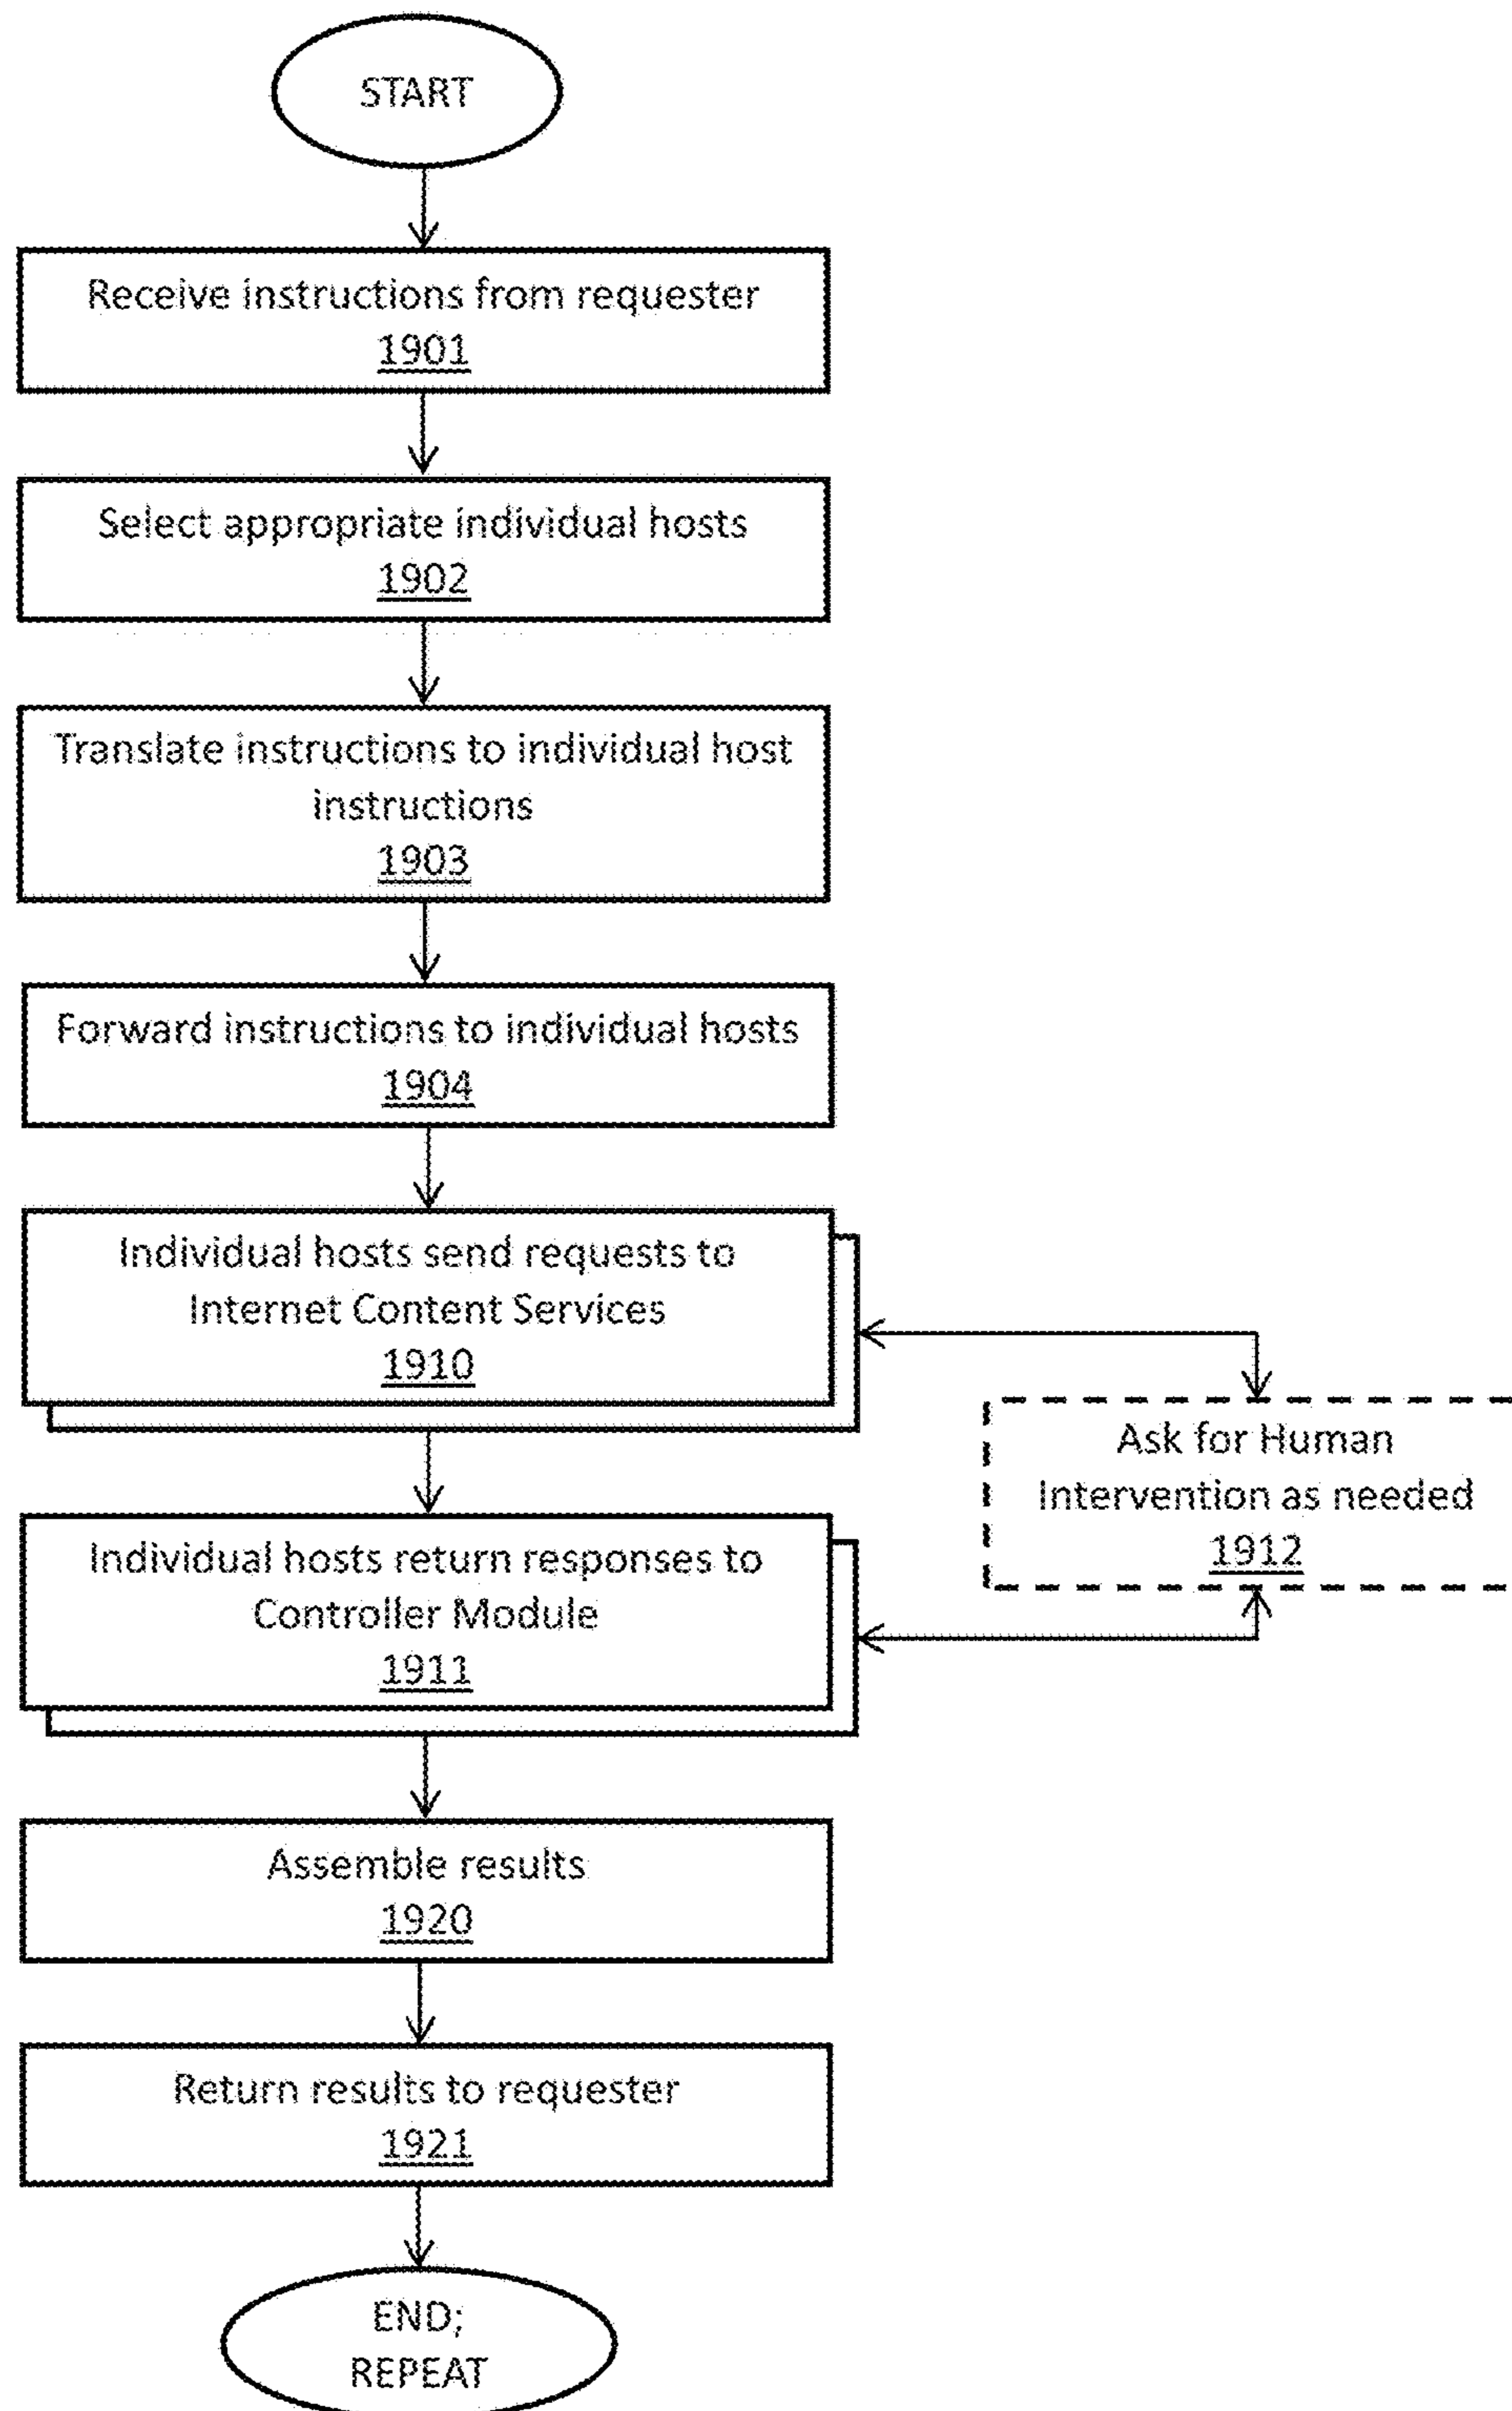 START
Receive instructions from requester
1901
Select appropriate individual hosts
1902
Translate instructions to individual host
instructions
1903
Forward instructions to individual hosts
1904
Individual hosts send requests to
Internet Content Services
1910
Ask for Human
Intervention as needed
1912
Individual hosts return responses to
Controller Module
1911
Assemble results
1920
Return results to requester
1921
END;
REPEAT